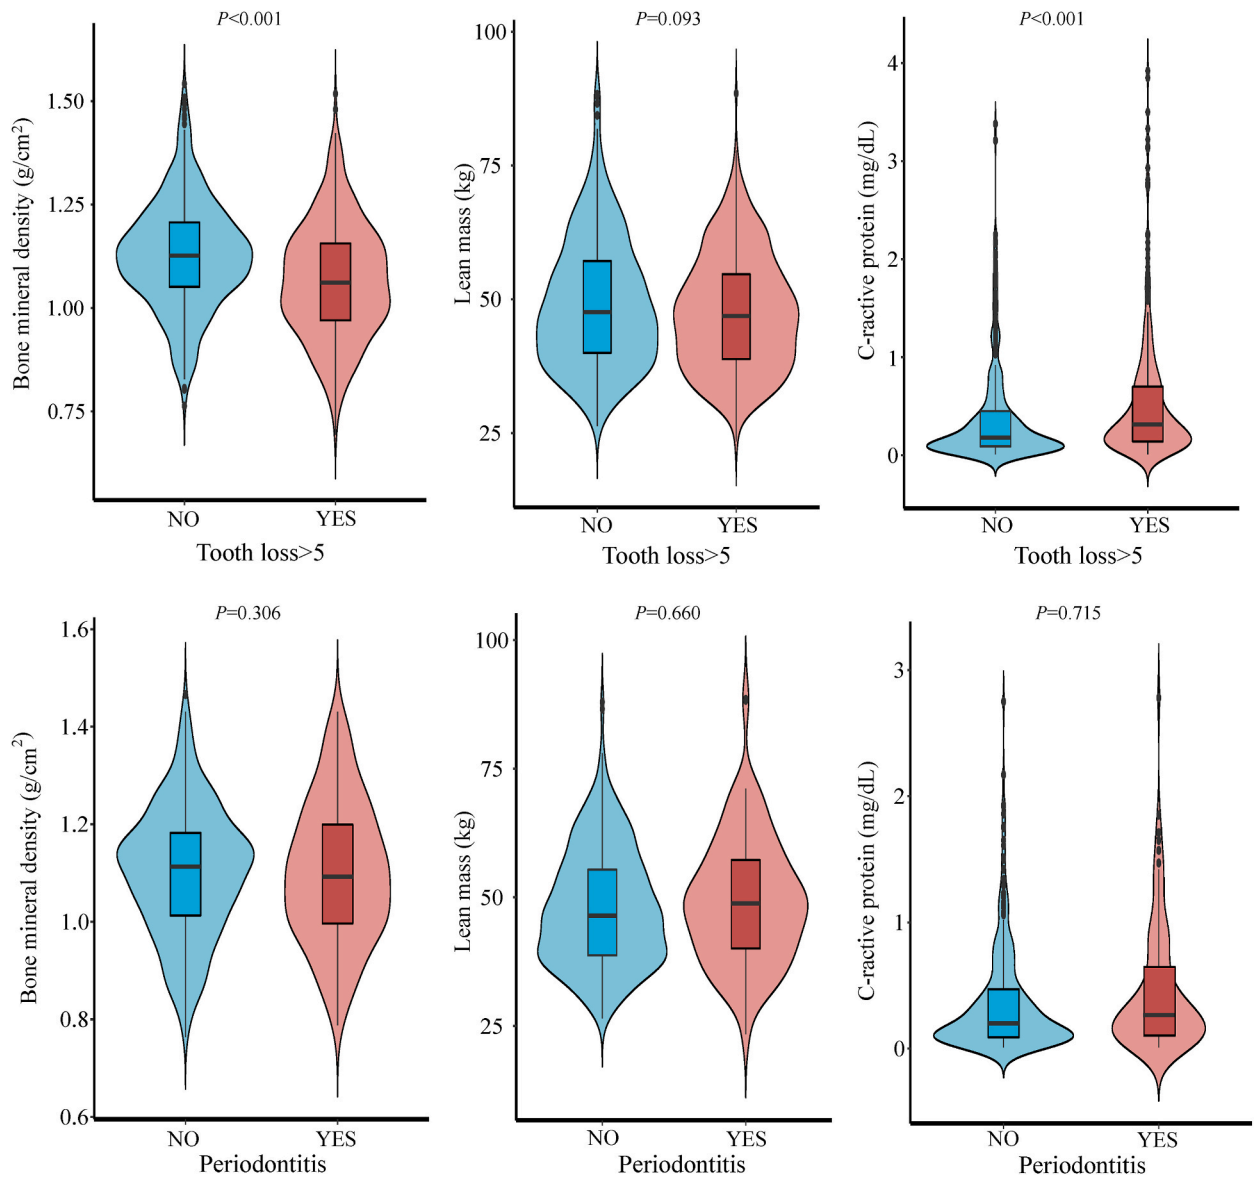 P<0.001
Bone mineral density (g/cm²)
1.50
1.25
1.00
0.75
NO YES
Tooth loss>5
P=0.093
Lean mass (kg)
100
75
50
25
NO YES
Tooth loss>5
P<0.001
C-ractive protein (mg/dL)
4
3
2
1
0
NO YES
Tooth loss>5
P=0.306
Bone mineral density (g/cm²)
1.6
1.4
1.2
1.0
0.8
0.6
NO YES
Periodontitis
P=0.660
Lean mass (kg)
100
75
50
25
NO YES
Periodontitis
P=0.715
C-ractive protein (mg/dL)
3
2
1
0
NO YES
Periodontitis